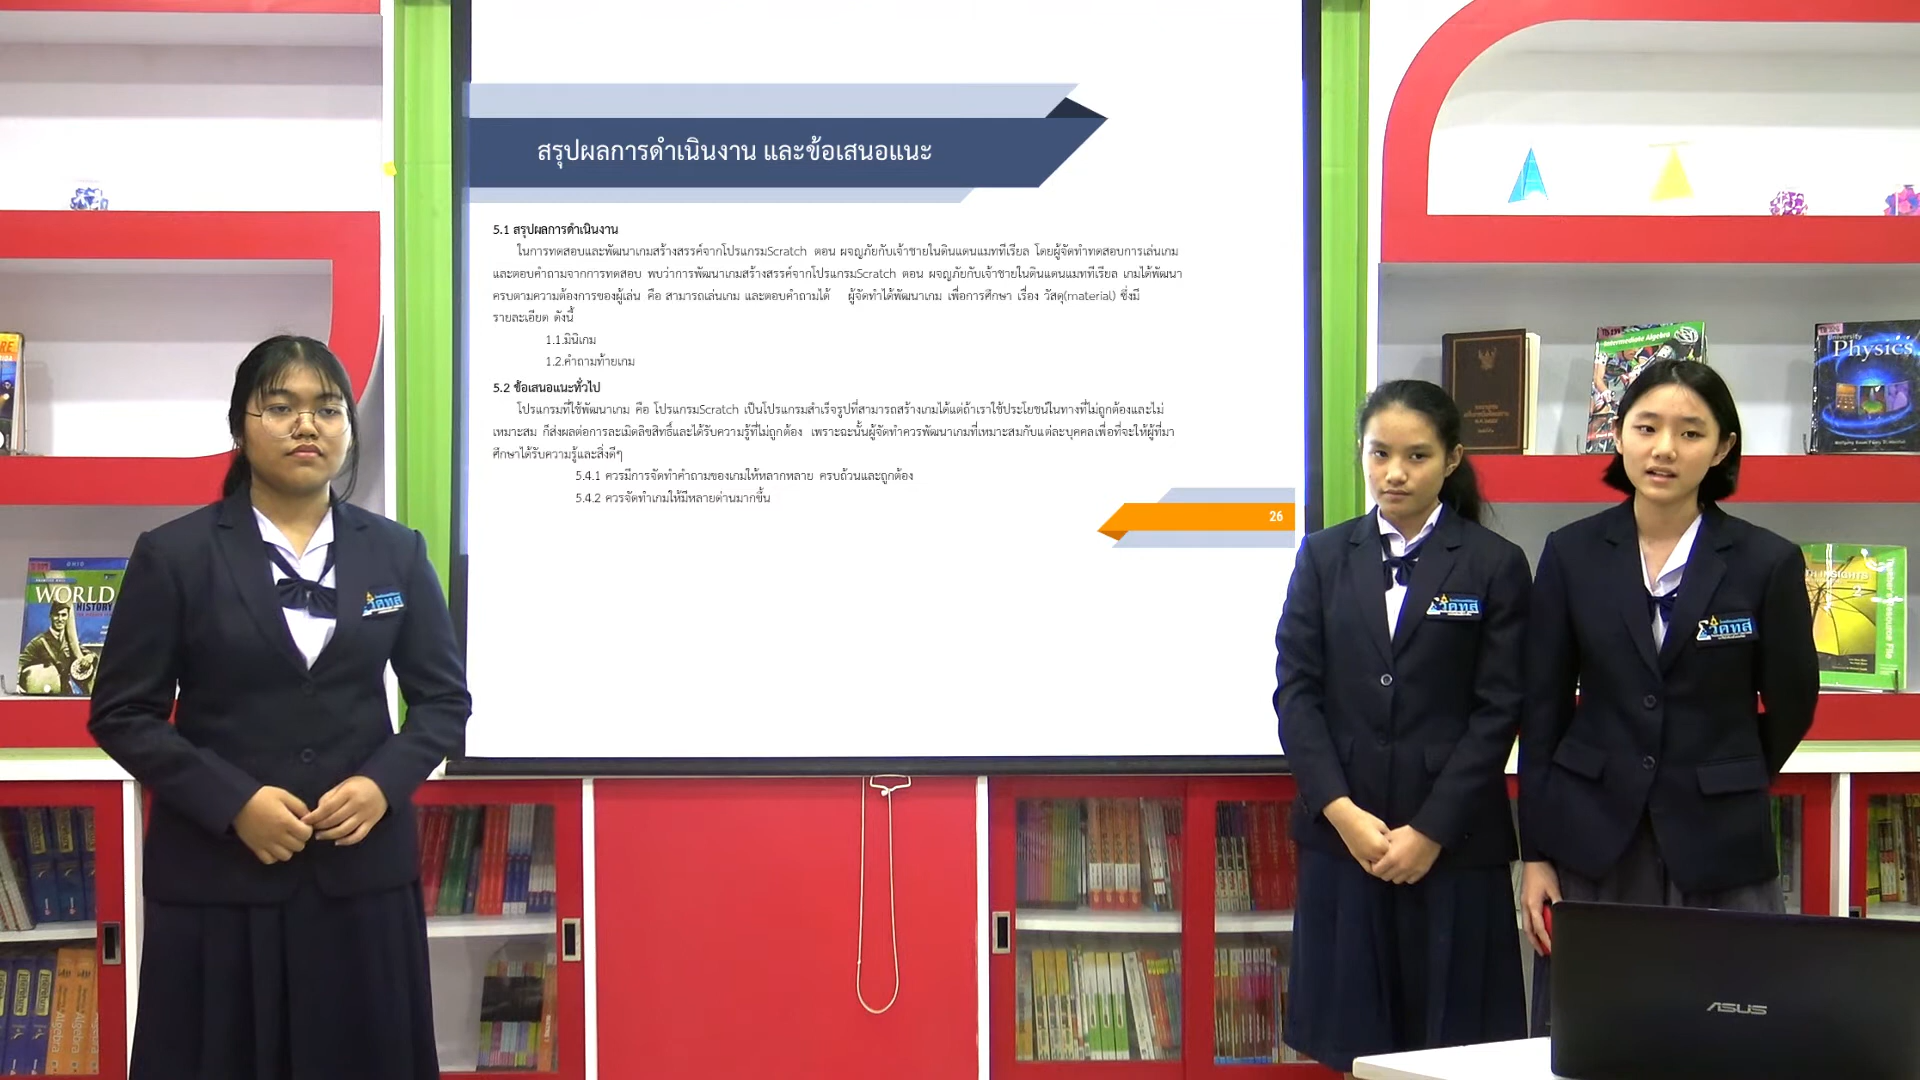 สรุปผลการดำเนินงาน และข้อเสนอแนะ
5.1 สรุปผลการดำเนินงาน
ในการทดสอบและพัฒนาเกมสร้างสรรค์จากโปรแกรมScratch ตอน ผจญภัยกับเจ้าชายในดินแดนแมททีเรียล โดยผู้จัดทำทดสอบการเล่นเกม
และตอบคำถามจากการทดสอบ พบว่าการพัฒนาเกมสร้างสรรค์จากโปรแกรมScratch ตอน ผจญภัยกับเจ้าชายในดินแดนแมททีเรียล เกมได้พัฒนา
ครบตามความต้องการของผู้เล่น คือ สามารถเล่นเกม และตอบคำถามได้ ผู้จัดทำได้พัฒนาเกม เพื่อการศึกษา เรื่อง วัสดุ(material) ซึ่งมี
รายละเอียด ดังนี้
1.1.มินิเกม
1.2.คำถามท้ายเกม
5.2 ข้อเสนอแนะทั่วไป
โปรแกรมที่ใช้พัฒนาเกม คือ โปรแกรมScratch เป็นโปรแกรมสำเร็จรูปที่สามารถสร้างเกมได้แต่ถ้าเราใช้ประโยชน์ในทางที่ไม่ถูกต้องและไม่
เหมาะสม ก็ส่งผลต่อการละเมิดลิขสิทธิ์และได้รับความรู้ที่ไม่ถูกต้อง เพราะฉะนั้นผู้จัดทำควรพัฒนาเกมที่เหมาะสมกับแต่ละบุคคลเพื่อที่จะให้ผู้ที่มา
ศึกษาได้รับความรู้และสิ่งดีๆ
5.4.1 ควรมีการจัดทำคำถามของเกมให้หลากหลาย ครบถ้วนและถูกต้อง
5.4.2 ควรจัดทำเกมให้มีหลายด่านมากขึ้น
26
Intermediate Algebra
University
Physics
WORLD
HISTORY
วคทส
วคทส
วคทส
INSIGHTS
2
Teacher Resource File
Algebra
ASUS